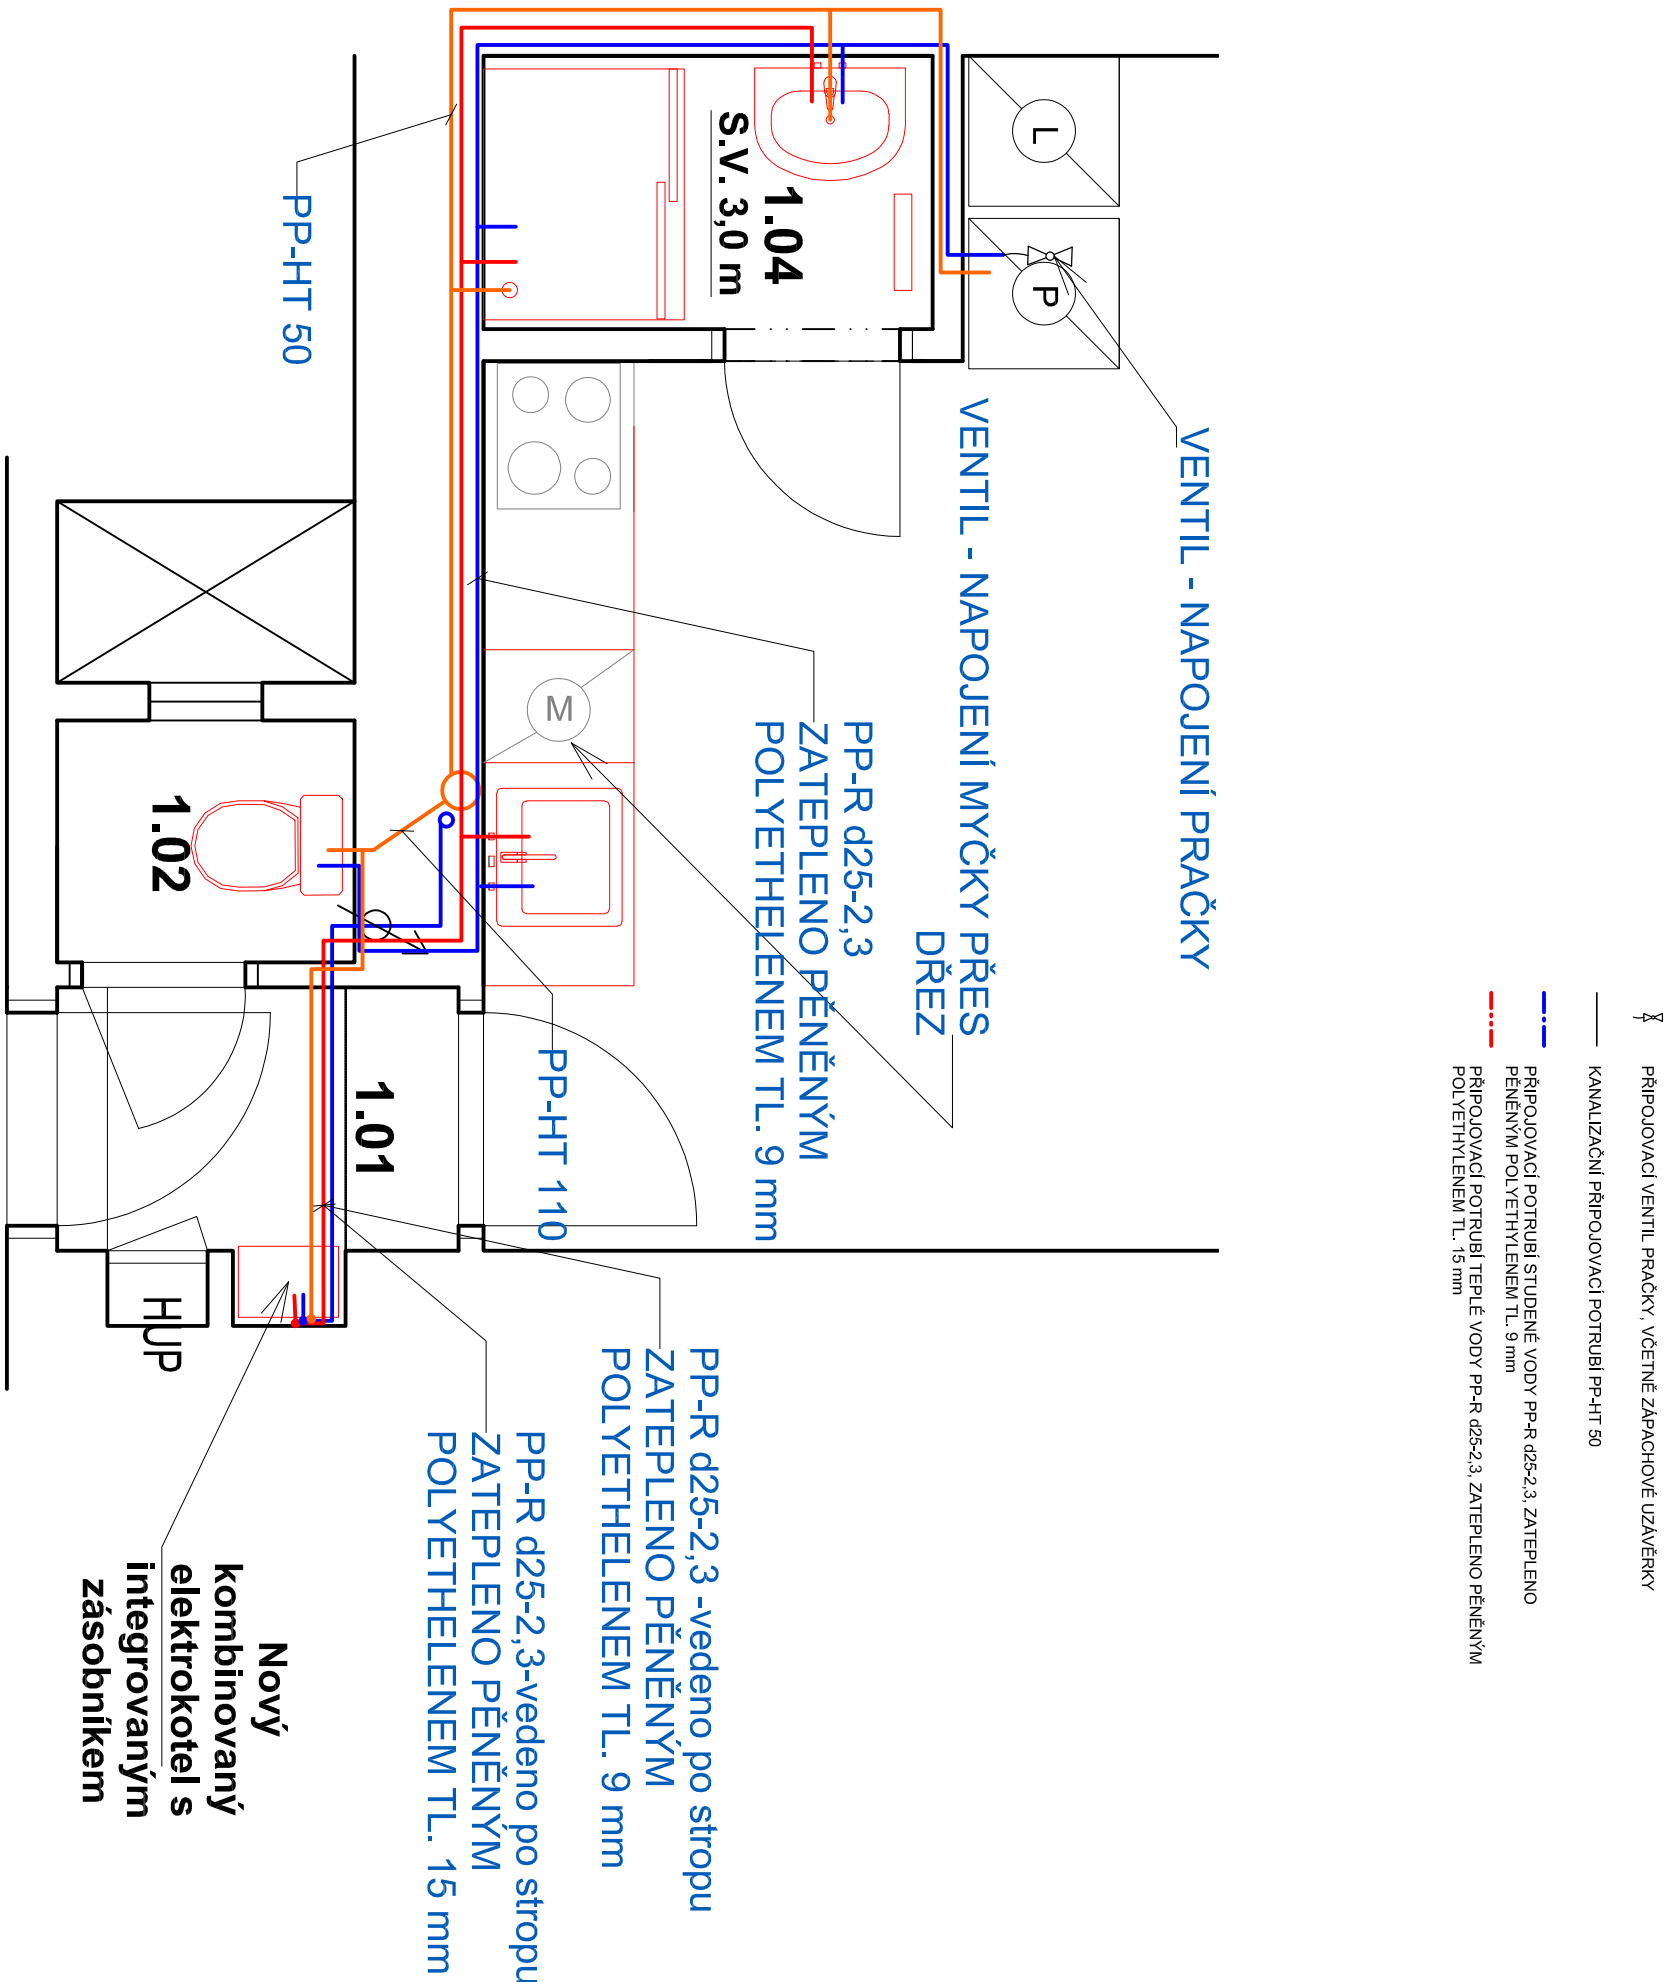 PŘIPOJOVACÍ VENTIL PRAČKY, VČETNĚ ZÁPACHOVÉ UZÁVĚRKY
KANALIZAČNÍ PŘIPOJOVACÍ POTRUBÍ PP-HT 50
PŘIPOJOVACÍ POTRUBÍ STUDENÉ VODY PP-R d25-2,3, ZATEPLENO
PĚNĚNÝM POLYETHYLENEM TL. 9 mm
PŘIPOJOVACÍ POTRUBÍ TEPLÉ VODY PP-R d25-2,3, ZATEPLENO PĚNĚNÝM
POLYETHYLENEM TL. 15 mm
VENTIL - NAPOJENÍ PRAČKY
L
P
VENTIL - NAPOJENÍ MYČKY PŘES
DŘEZ
PP-R d25-2,3
ZATEPLENO PĚNĚNÝM
POLYETHELENEM TL. 9 mm
1.04
S.V. 3,0 m
PP-R d25-2,3 -vedeno po stropu
ZATEPLENO PĚNĚNÝM
POLYETHELENEM TL. 9 mm
M
PP-HT 110
PP-R d25-2,3-vedeno po stropu
ZATEPLENO PĚNĚNÝM
POLYETHELENEM TL. 15 mm
1.01
PP-HT 50
Nový
kombinovaný
elektrokotel s
integrovaným
zásobníkem
1.02
HUP